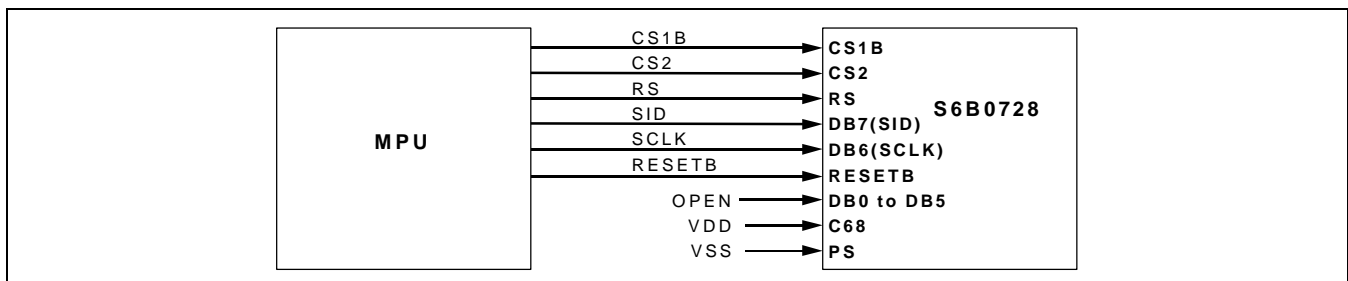 CS1B
CS1B
CS2
CS2
RS
RS
S6B0728
SID
DB7(SID)
MPU
SCLK
DB6(SCLK)
RESETB
RESETB
OPEN
DB0 to DB5
VDD
C68
VSS
PS